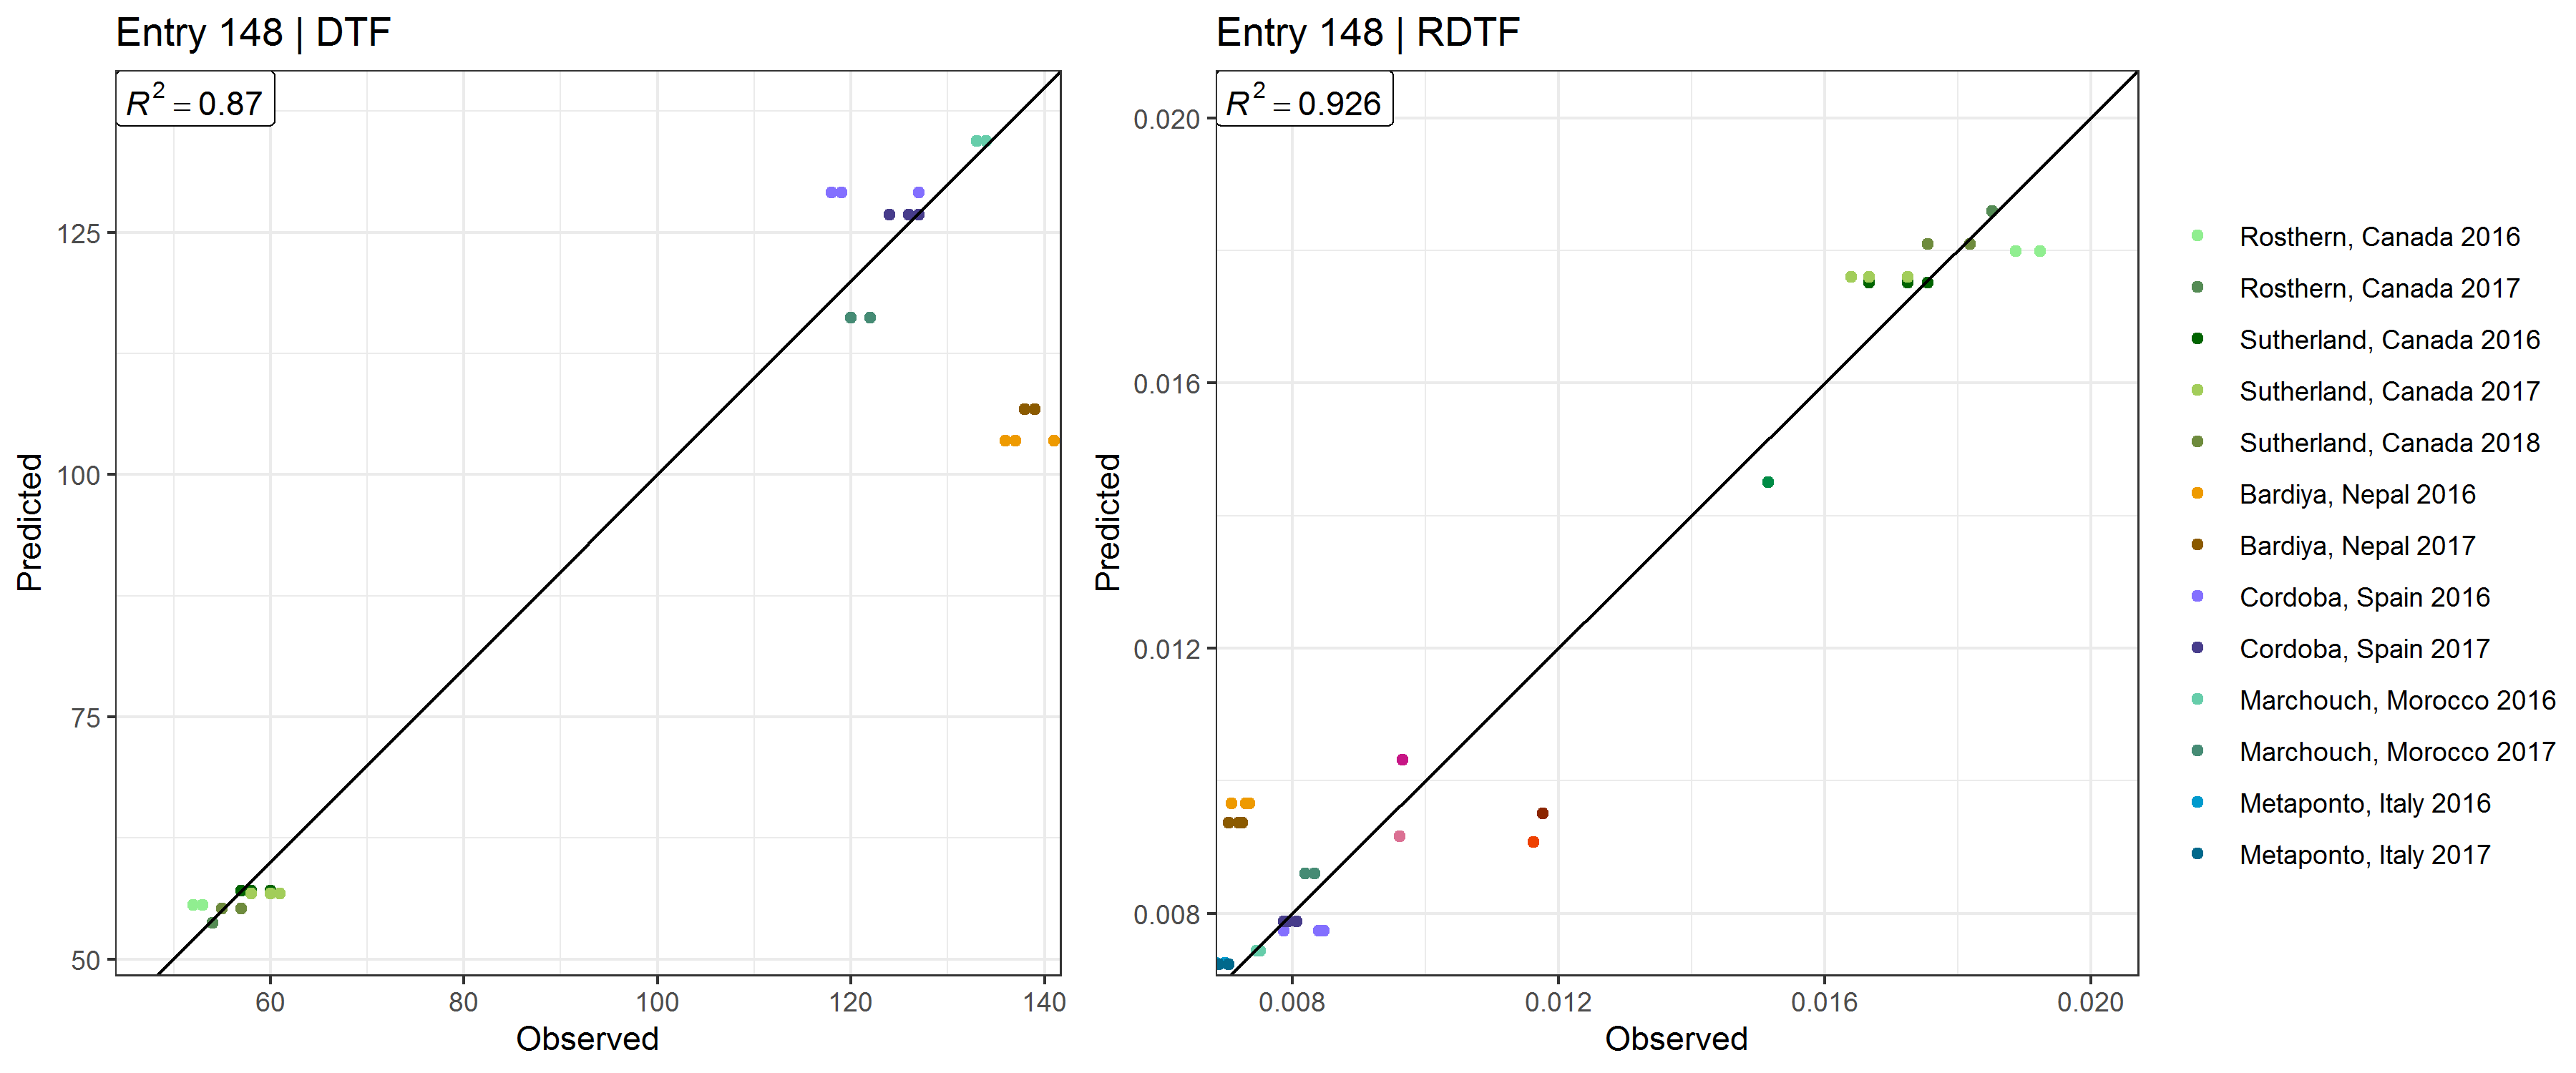 Entry 148 | DTF
R² = 0.87
125
100
75
50
60 80 100 120 140
Observed
Predicted
Entry 148 | RDTF
R² = 0.926
0.020
0.016
0.012
0.008
0.008 0.012 0.016 0.020
Observed
Predicted
Rosthern, Canada 2016
Rosthern, Canada 2017
Sutherland, Canada 2016
Sutherland, Canada 2017
Sutherland, Canada 2018
Bardiya, Nepal 2016
Bardiya, Nepal 2017
Cordoba, Spain 2016
Cordoba, Spain 2017
Marchouch, Morocco 2016
Marchouch, Morocco 2017
Metaponto, Italy 2016
Metaponto, Italy 2017